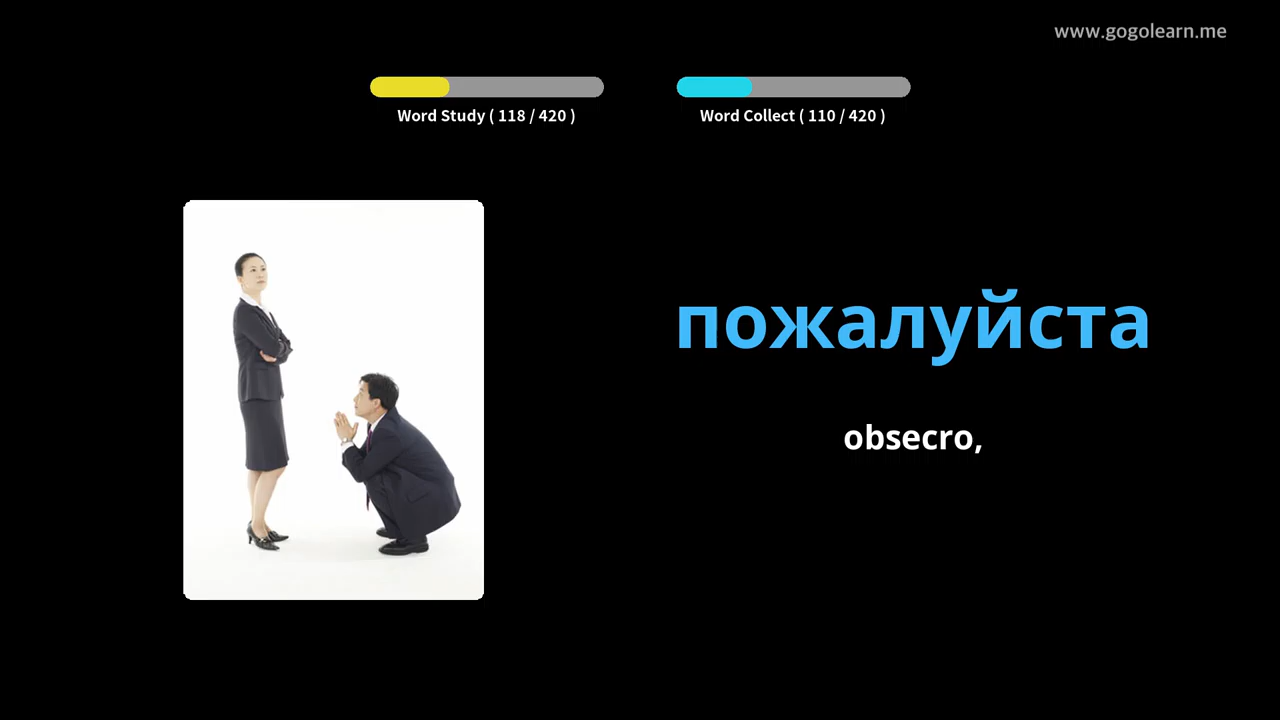 www.gogolearn.me
Word Study ( 118 / 420 )
Word Collect ( 110 / 420 )
пожалуйста
obsecro,